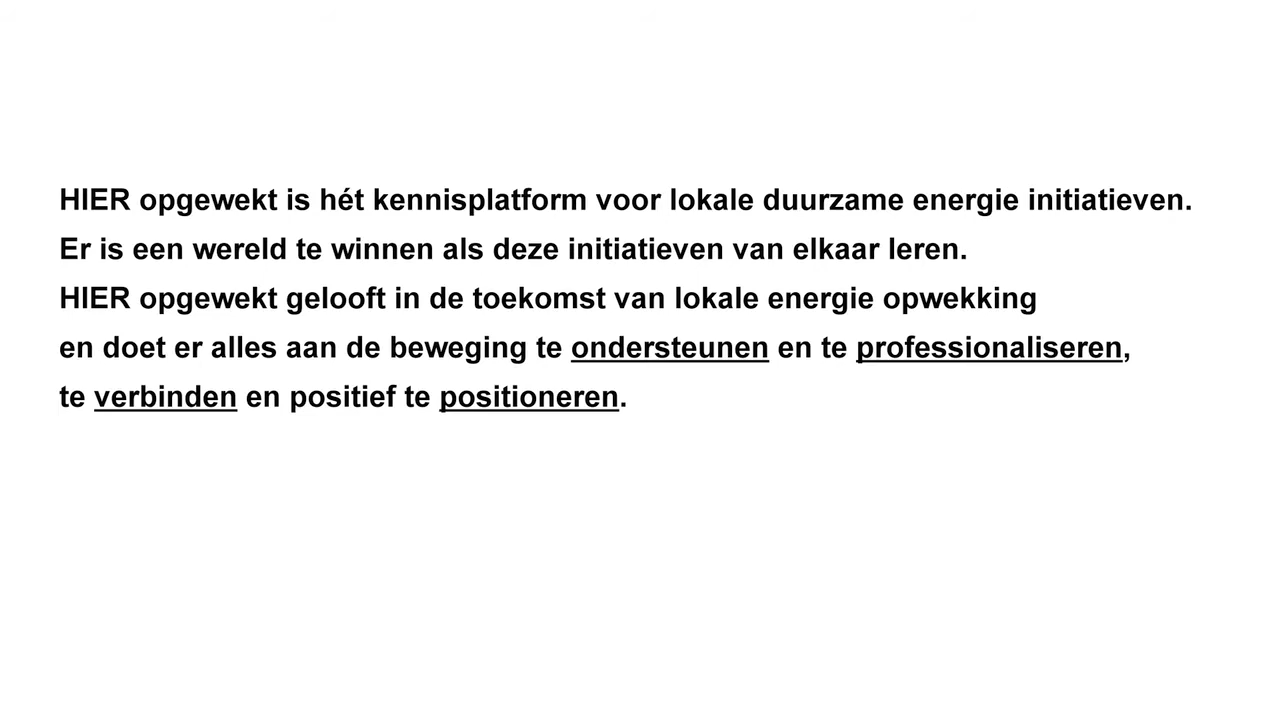 HIER opgewekt is hét kennisplatform voor lokale duurzame energie initiatieven.
Er is een wereld te winnen als deze initiatieven van elkaar leren.
HIER opgewekt gelooft in de toekomst van lokale energie opwekking
en doet er alles aan de beweging te ondersteunen en te professionaliseren,
te verbinden en positief te positioneren.